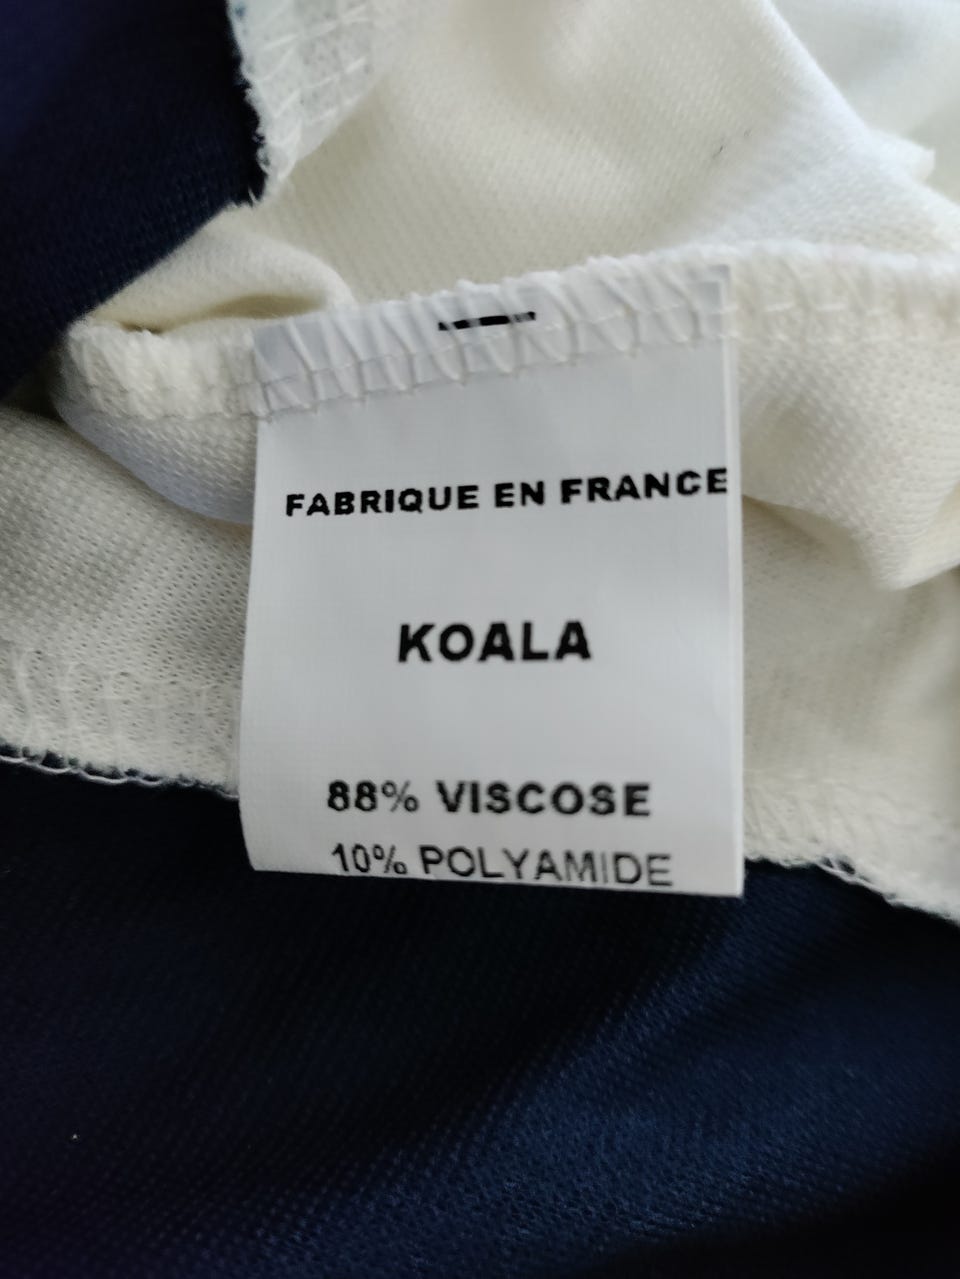 FABRIQUE EN FRANCE
KOALA
88% VISCOSE
10% POLYAMIDE